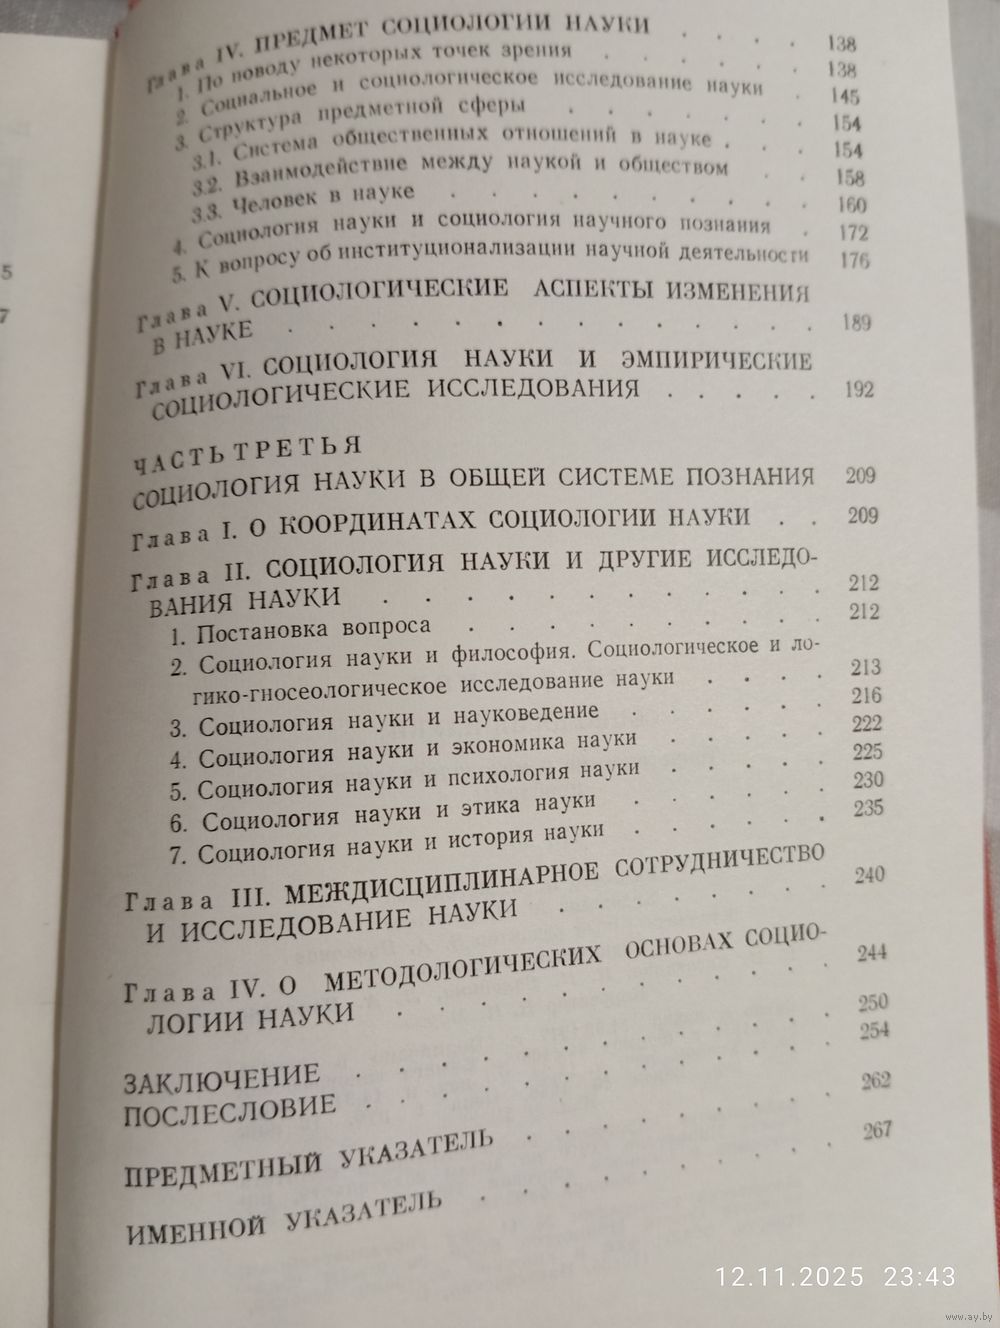 Глава IV. ПРЕДМЕТ СОЦИОЛОГИИ НАУКИ . . . . 138
1. По поводу некоторых точек зрения . . . . . . 138
2. Социальное и социологическое исследование науки . 145
3. Структура предметной сферы . . . . . . 154
3.1. Система общественных отношений в науке . . . 154
3.2. Взаимодействие между наукой и обществом . . 158
3.3. Человек в науке . . . . . . . . 160
4. Социология науки и социология научного познания . 172
5. К вопросу об институционализации научной деятельности 176
Глава V. СОЦИОЛОГИЧЕСКИЕ АСПЕКТЫ ИЗМЕНЕНИЯ
В НАУКЕ . . . . . . . . . . . . . 189
Глава VI. СОЦИОЛОГИЯ НАУКИ И ЭМПИРИЧЕСКИЕ
СОЦИОЛОГИЧЕСКИЕ ИССЛЕДОВАНИЯ . . . . . 192
ЧАСТЬ ТРЕТЬЯ
СОЦИОЛОГИЯ НАУКИ В ОБЩЕЙ СИСТЕМЕ ПОЗНАНИЯ 209
Глава I. О КООРДИНАТАХ СОЦИОЛОГИИ НАУКИ . . 209
Глава II. СОЦИОЛОГИЯ НАУКИ И ДРУГИЕ ИССЛЕДО-
ВАНИЯ НАУКИ . . . . . . . . . . . 212
1. Постановка вопроса . . . . . . . . . 212
2. Социология науки и философия. Социологическое и ло-
гико-гносеологическое исследование науки . . . . 213
3. Социология науки и науковедение . . . . . . 216
4. Социология науки и экономика науки . . . . . 222
5. Социология науки и психология науки . . . . . 225
6. Социология науки и этика науки . . . . . . 230
7. Социология науки и история науки . . . . . . 235
Глава III. МЕЖДИСЦИПЛИНАРНОЕ СОТРУДНИЧЕСТВО
И ИССЛЕДОВАНИЕ НАУКИ . . . . . . . 240
Глава IV. О МЕТОДОЛОГИЧЕСКИХ ОСНОВАХ СОЦИО-
ЛОГИИ НАУКИ . . . . . . . . . . . 244
ЗАКЛЮЧЕНИЕ . . . . . . . . . . . 250
ПОСЛЕСЛОВИЕ . . . . . . . . . . . 254
ПРЕДМЕТНЫЙ УКАЗАТЕЛЬ . . . . . . . . 262
ИМЕННОЙ УКАЗАТЕЛЬ . . . . . . . . . 267
5
7
12.11.2025 23:43
www.ay.by